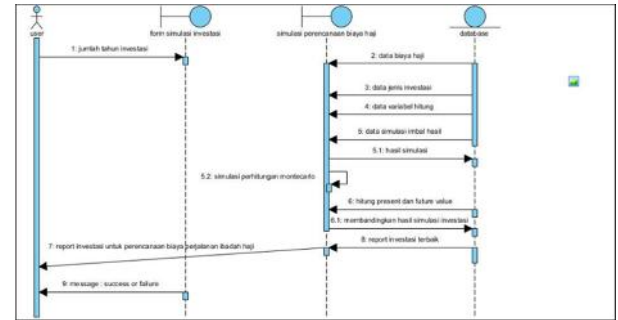 user
form simulasi investasi
simulasi perencanaan biaya haji
database
1: jumlah tahun investasi
2: data biaya haji
3: data jenis investasi
4: data variabel hitung
5: data simulasi imbal hasil
5.1: hasil simulasi
5.2: simulasi perhitungan montecarlo
6: hitung present dan future value
6.1: membandingkan hasil simulasi investasi
7: report investasi untuk perencanaan biaya perjalanan ibadah haji
8: report investasi terbaik
9: message : success or failure